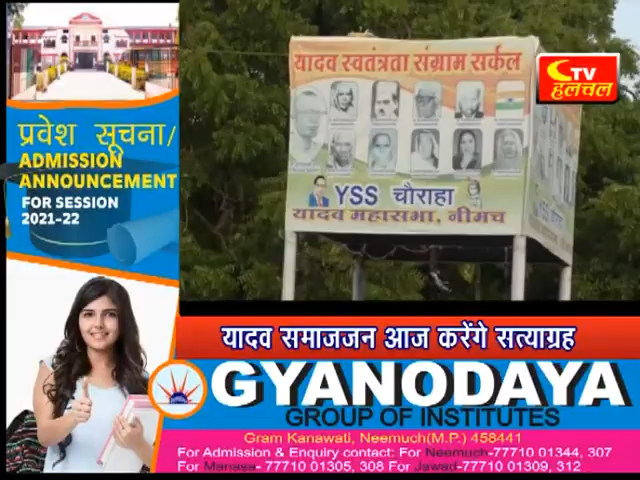 प्रवेश सूचना/
ADMISSION
ANNOUNCEMENT
FOR SESSION
2021-22
यादव स्वतंत्रता संग्राम सर्कल
YSS चौराहा
यादव महासभा, नीमच
YSS
CTV
हलचल
यादव समाजजन आज करेंगे सत्याग्रह
GYANODAYA
GROUP OF INSTITUTES
Gram Kanawati, Neemuch(M.P.) 458441
For Admission & Enquiry contact: For Neemuch-77710 01344, 307
For Manasa- 77710 01305, 308 For Jawad-77710 01309, 312